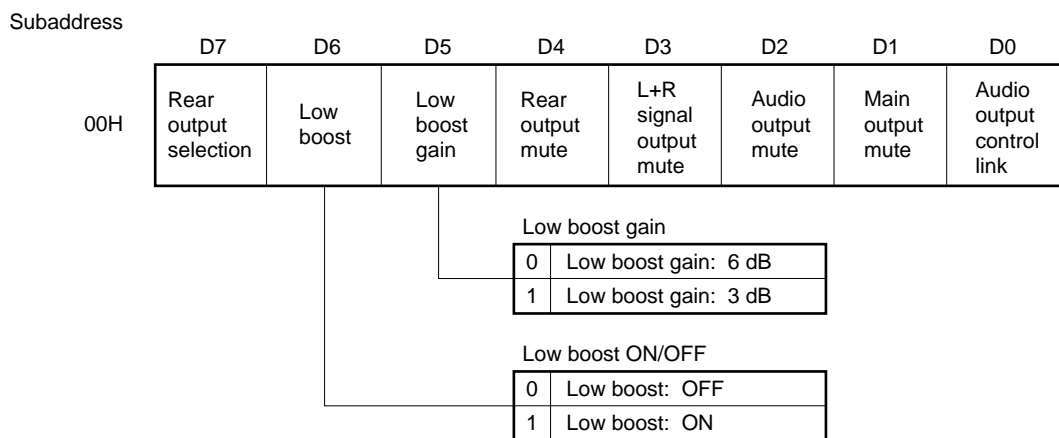 Subaddress
D7 D6 D5 D4 D3 D2 D1 D0
00H
Rear
output
selection
Low
boost
Low
boost
gain
Rear
output
mute
L+R
signal
output
mute
Audio
output
mute
Main
output
mute
Audio
output
control
link
Low boost gain
0 Low boost gain: 6 dB
1 Low boost gain: 3 dB
Low boost ON/OFF
0 Low boost: OFF
1 Low boost: ON